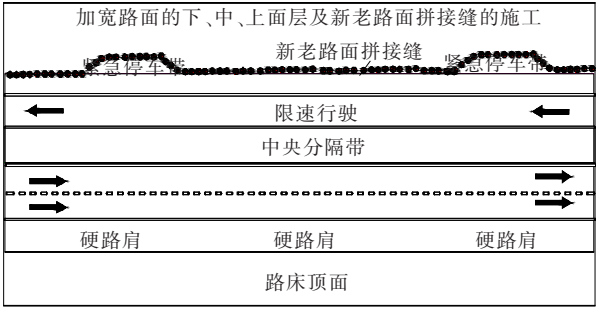 加宽路面的下、中、上面层及新老路面拼接缝的施工
新老路面拼接缝
紧急停车带 紧急停车带
限速行驶
中央分隔带
硬路肩 硬路肩 硬路肩
路床顶面